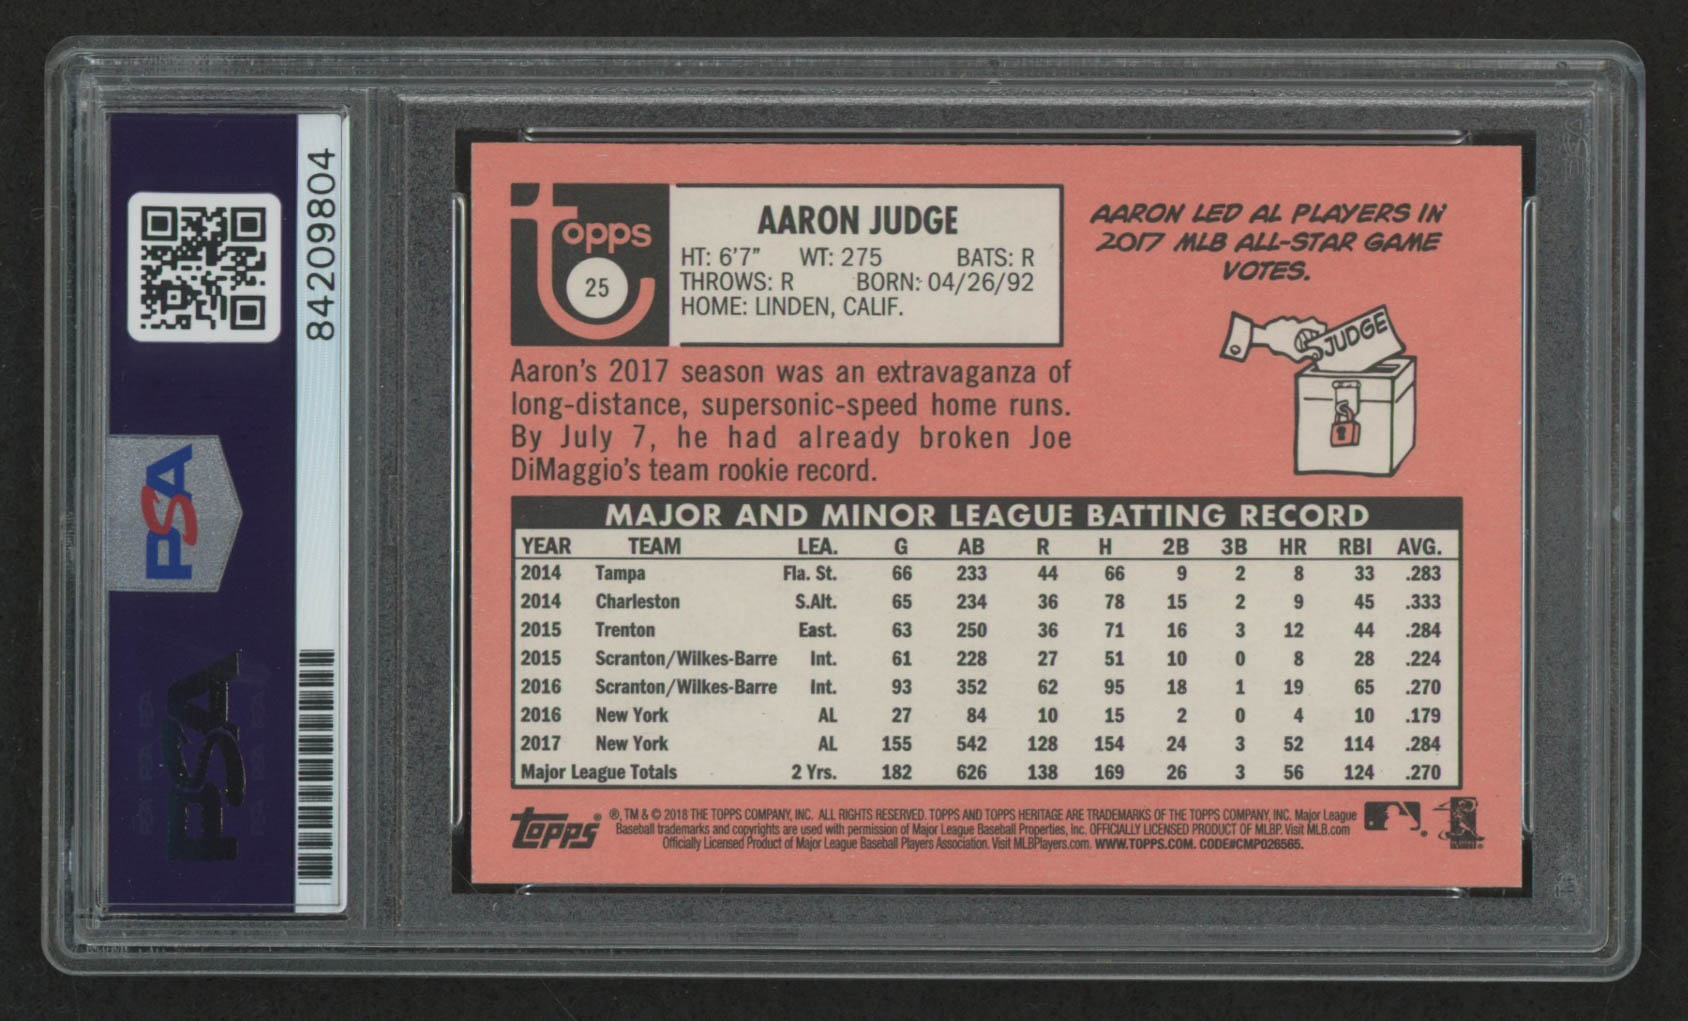 84209804
PSA
PSA
topps
25
AARON JUDGE
HT: 6'7" WT: 275 BATS: R
THROWS: R BORN: 04/26/92
HOME: LINDEN, CALIF.
AARON LED AL PLAYERS IN
2017 MLB ALL-STAR GAME
VOTES.
JUDGE
Aaron's 2017 season was an extravaganza of
long-distance, supersonic-speed home runs.
By July 7, he had already broken Joe
DiMaggio's team rookie record.
MAJOR AND MINOR LEAGUE BATTING RECORD
YEAR TEAM LEA. G AB R H 2B 3B HR RBI AVG.
2014 Tampa Fla. St. 66 233 44 66 9 2 8 33 .283
2014 Charleston S.Alt. 65 234 36 78 15 2 9 45 .333
2015 Trenton East. 63 250 36 71 16 3 12 44 .284
2015 Scranton/Wilkes-Barre Int. 61 228 27 51 10 0 8 28 .224
2016 Scranton/Wilkes-Barre Int. 93 352 62 95 18 1 19 65 .270
2016 New York AL 27 84 10 15 2 0 4 10 .179
2017 New York AL 155 542 128 154 24 3 52 114 .284
Major League Totals 2 Yrs. 182 626 138 169 26 3 56 124 .270
topps
®, TM & © 2018 THE TOPPS COMPANY, INC. ALL RIGHTS RESERVED. TOPPS AND TOPPS HERITAGE ARE TRADEMARKS OF THE TOPPS COMPANY, INC. Major League
Baseball trademarks and copyrights are used with permission of Major League Baseball Properties, Inc. OFFICIALLY LICENSED PRODUCT OF MLBP. Visit MLB.com
Officially Licensed Product of Major League Baseball Players Association. Visit MLBPlayers.com. WWW.TOPPS.COM. CODE#CMP026565.